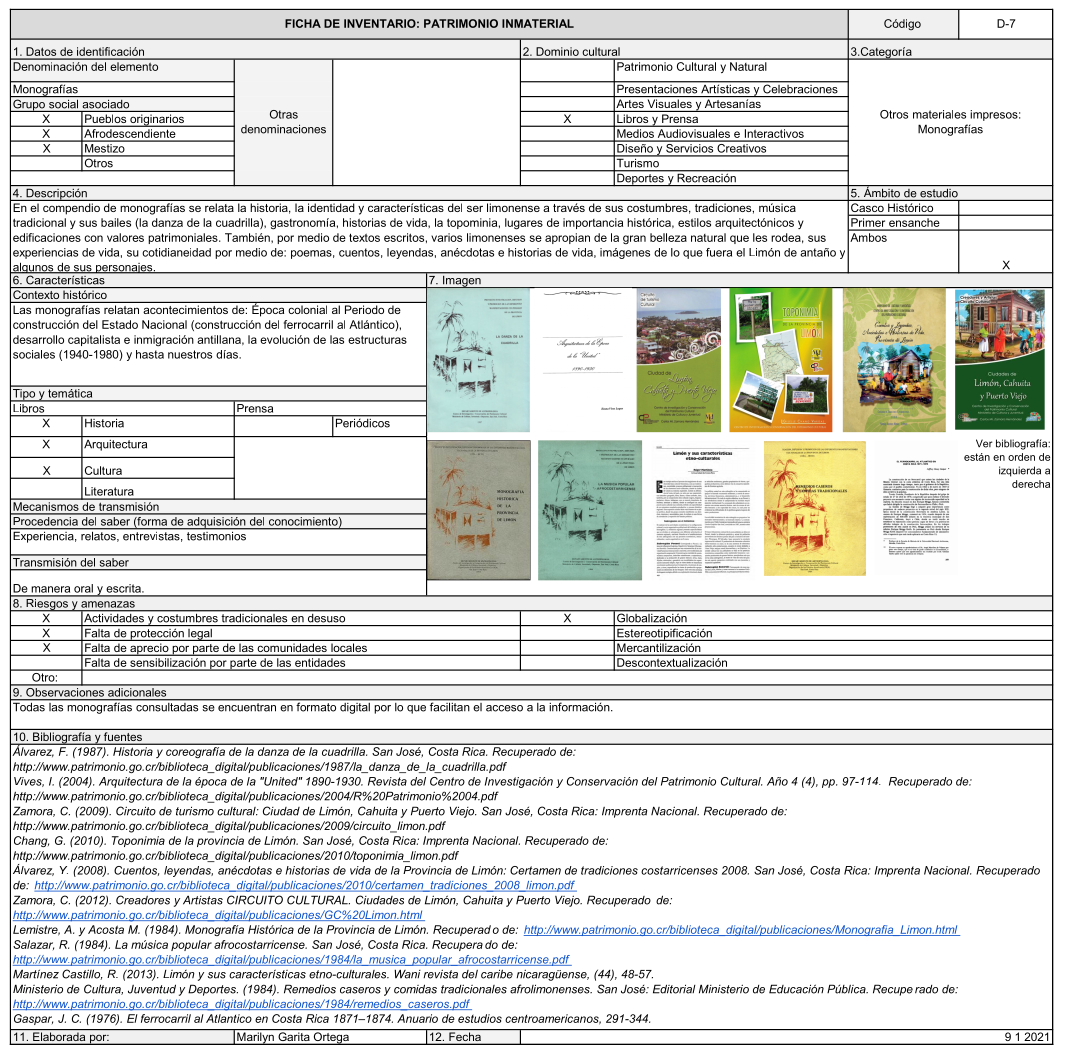 FICHA DE INVENTARIO: PATRIMONIO INMATERIAL
Código
D-7
1. Datos de identificación
2. Dominio cultural
3.Categoría
Denominación del elemento
Monografías
Grupo social asociado
X Pueblos originarios
X Afrodescendiente
X Mestizo
Otros
Otras
denominaciones
Patrimonio Cultural y Natural
Presentaciones Artísticas y Celebraciones
Artes Visuales y Artesanías
X Libros y Prensa
Medios Audiovisuales e Interactivos
Diseño y Servicios Creativos
Turismo
Deportes y Recreación
Otros materiales impresos:
Monografías
4. Descripción
En el compendio de monografías se relata la historia, la identidad y características del ser limonense a través de sus costumbres, tradiciones, música
tradicional y sus bailes (la danza de la cuadrilla), gastronomía, historias de vida, la topominia, lugares de importancia histórica, estilos arquitectónicos y
edificaciones con valores patrimoniales. También, por medio de textos escritos, varios limonenses se apropian de la gran belleza natural que les rodea, sus
experiencias de vida, su cotidianeidad por medio de: poemas, cuentos, leyendas, anécdotas e historias de vida, imágenes de lo que fuera el Limón de antaño y
algunos de sus personajes.
5. Ámbito de estudio
Casco Histórico
Primer ensanche
Ambos
X
6. Características
Contexto histórico
Las monografías relatan acontecimientos de: Época colonial al Periodo de
construcción del Estado Nacional (construcción del ferrocarril al Atlántico),
desarrollo capitalista e inmigración antillana, la evolución de las estructuras
sociales (1940-1980) y hasta nuestros días.
Tipo y temática
Libros
Prensa
X Historia
Periódicos
X Arquitectura
X Cultura
Literatura
Mecanismos de transmisión
Procedencia del saber (forma de adquisición del conocimiento)
Experiencia, relatos, entrevistas, testimonios
Transmisión del saber
De manera oral y escrita.
7. Imagen
LA DANZA DE LA
CUADRILLA
Arquitectura de la Época
de la "United"
1890-1930
Circuito
de Turismo
Cultural
Ciudad de
Limón,
Cahuita y Puerto Viejo
TOPONIMIA
Creadores y Artistas
Ciudades de
Limón, Cahuita
y Puerto Viejo
MONOGRAFIA
HISTORICA
DE LA
PROVINCIA
DE LIMON
LA MUSICA POPULAR
AFROCOSTARRICENSE
Limón y sus características
etno-culturales
REMEDIOS CASEROS
Y COMIDAS TRADICIONALES
Ver bibliografía:
están en orden de
izquierda a
derecha
8. Riesgos y amenazas
X Actividades y costumbres tradicionales en desuso
X Globalización
X Falta de protección legal
Estereotipificación
X Falta de aprecio por parte de las comunidades locales
Mercantilización
Falta de sensibilización por parte de las entidades
Descontextualización
Otro:
9. Observaciones adicionales
Todas las monografías consultadas se encuentran en formato digital por lo que facilitan el acceso a la información.
10. Bibliografía y fuentes
Álvarez, F. (1987). Historia y coreografía de la danza de la cuadrilla. San José, Costa Rica. Recuperado de:
http://www.patrimonio.go.cr/biblioteca_digital/publicaciones/1987/la_danza_de_la_cuadrilla.pdf
Vives, I. (2004). Arquitectura de la época de la "United" 1890-1930. Revista del Centro de Investigación y Conservación del Patrimonio Cultural. Año 4 (4), pp. 97-114. Recuperado de:
http://www.patrimonio.go.cr/biblioteca_digital/publicaciones/2004/R%20Patrimonio%2004.pdf
Zamora, C. (2009). Circuito de turismo cultural: Ciudad de Limón, Cahuita y Puerto Viejo. San José, Costa Rica: Imprenta Nacional. Recuperado de:
http://www.patrimonio.go.cr/biblioteca_digital/publicaciones/2009/circuito_limon.pdf
Chang, G. (2010). Toponimia de la provincia de Limón. San José, Costa Rica: Imprenta Nacional. Recuperado de:
http://www.patrimonio.go.cr/biblioteca_digital/publicaciones/2010/toponimia_limon.pdf
Álvarez, Y. (2008). Cuentos, leyendas, anécdotas e historias de vida de la Provincia de Limón: Certamen de tradiciones costarricenses 2008. San José, Costa Rica: Imprenta Nacional. Recuperado
de: http://www.patrimonio.go.cr/biblioteca_digital/publicaciones/2010/certamen_tradiciones_2008_limon.pdf
Zamora, C. (2012). Creadores y Artistas CIRCUITO CULTURAL. Ciudades de Limón, Cahuita y Puerto Viejo. Recuperado de:
http://www.patrimonio.go.cr/biblioteca_digital/publicaciones/GC%20Limon.html
Lemistre, A. y Acosta M. (1984). Monografía Histórica de la Provincia de Limón. Recuperado de: http://www.patrimonio.go.cr/biblioteca_digital/publicaciones/Monografia_Limon.html
Salazar, R. (1984). La música popular afrocostarricense. San José, Costa Rica. Recuperado de:
http://www.patrimonio.go.cr/biblioteca_digital/publicaciones/1984/la_musica_popular_afrocostarricense.pdf
Martínez Castillo, R. (2013). Limón y sus características etno-culturales. Wani revista del caribe nicaragüense, (44), 48-57.
Ministerio de Cultura, Juventud y Deportes. (1984). Remedios caseros y comidas tradicionales afrolimonenses. San José: Editorial Ministerio de Educación Pública. Recuperado de:
http://www.patrimonio.go.cr/biblioteca_digital/publicaciones/1984/remedios_caseros.pdf
Gaspar, J. C. (1976). El ferrocarril al Atlantico en Costa Rica 1871–1874. Anuario de estudios centroamericanos, 291-344.
11. Elaborada por:
Marilyn Garita Ortega
12. Fecha
9 1 2021